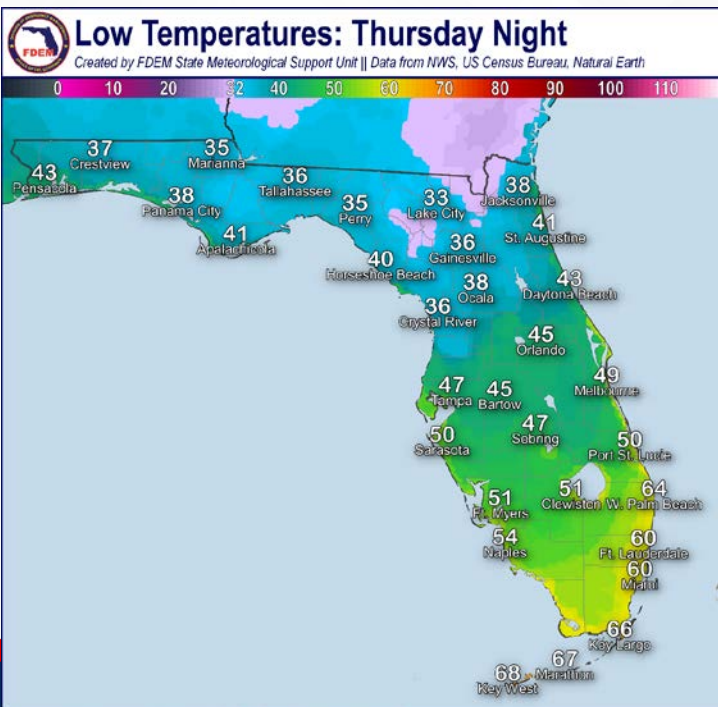 FDEM
Low Temperatures: Thursday Night
Created by FDEM State Meteorological Support Unit || Data from NWS, US Census Bureau, Natural Earth
0 10 20 32 40 50 60 70 80 90 100 110
37
Crestview
35
Marianna
43
Pensacola
36
Tallahassee
38
Panama City
35
Perry
33
Lake City
38
Jacksonville
41
Apalachicola
41
St. Augustine
36
Gainesville
40
Horseshoe Beach
38
Ocala
43
Daytona Beach
36
Crystal River
45
Orlando
47
Tampa
45
Bartow
49
Melbourne
47
Sebring
50
Sarasota
50
Port St. Lucie
51
Ft. Myers
51
Clewiston
64
W. Palm Beach
54
Naples
60
Ft. Lauderdale
60
Miami
66
Key Largo
67
Marathon
68
Key West